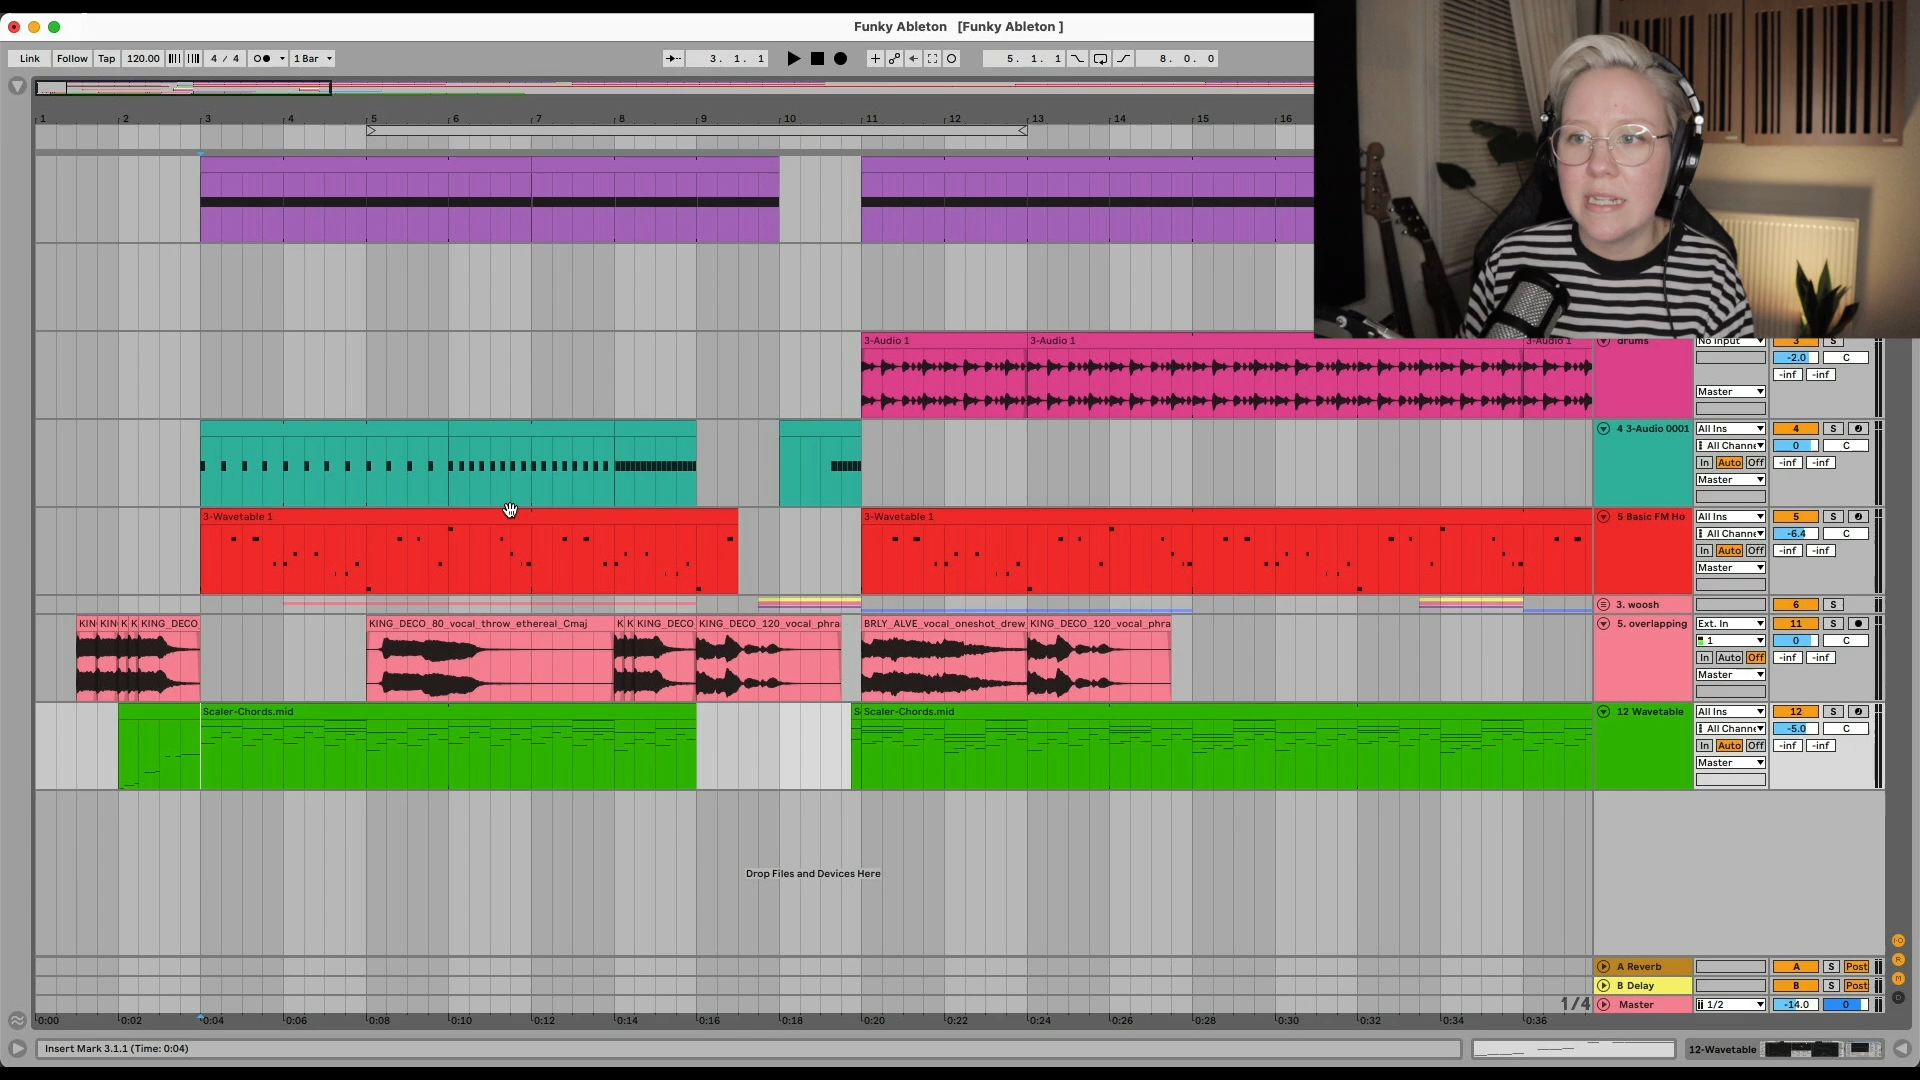 Funky Ableton [Funky Ableton ]
Link Follow Tap 120.00 4 / 4 1 Bar 3. 1. 1 5. 1. 1 8. 0. 0
1 2 3 4 5 6 7 8 9 10 11 12 13 14 15 16
3-Audio 1 3-Audio 1 3-Audio 1 drums No Input 3 S
-2.0 C
-inf -inf
Master
4 3-Audio 0001 All Ins 4 S
All Channe 0 C
In Auto Off -inf -inf
Master
3-Wavetable 1 3-Wavetable 1 5 Basic FM Ho All Ins 5 S
All Channe -6.4 C
In Auto Off -inf -inf
Master
3. woosh 6 S
KIN KIN K K KING_DECO KING_DECO_80_vocal_throw_ethereal_Cmaj K K KING_DECO KING_DECO_120_vocal_phra BRLY_ALVE_vocal_oneshot_drew KING_DECO_120_vocal_phra 5. overlapping Ext. In 11 S
1 0 C
In Auto Off -inf -inf
Master
Scaler-Chords.mid S Scaler-Chords.mid 12 Wavetable All Ins 12 S
All Channe -5.0 C
In Auto Off -inf -inf
Master
Drop Files and Devices Here
A Reverb A S Post
B Delay B S Post
1/4 Master 1/2 -14.0 0
0:00 0:02 0:04 0:06 0:08 0:10 0:12 0:14 0:16 0:18 0:20 0:22 0:24 0:26 0:28 0:30 0:32 0:34 0:36
Insert Mark 3.1.1 (Time: 0:04) 12-Wavetable